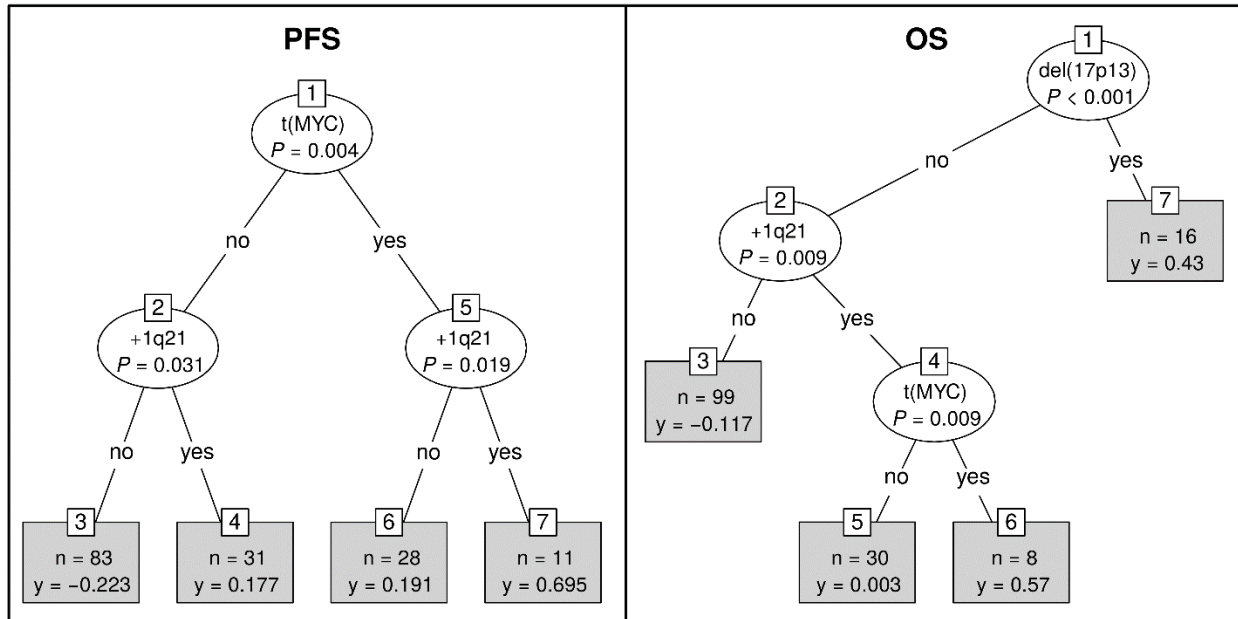 PFS
1
t(MYC)
P = 0.004
no
yes
2
+1q21
P = 0.031
5
+1q21
P = 0.019
no
yes
no
yes
3
n = 83
y = −0.223
4
n = 31
y = 0.177
6
n = 28
y = 0.191
7
n = 11
y = 0.695
OS
1
del(17p13)
P < 0.001
no
yes
2
+1q21
P = 0.009
7
n = 16
y = 0.43
no
yes
3
n = 99
y = −0.117
4
t(MYC)
P = 0.009
no
yes
5
n = 30
y = 0.003
6
n = 8
y = 0.57